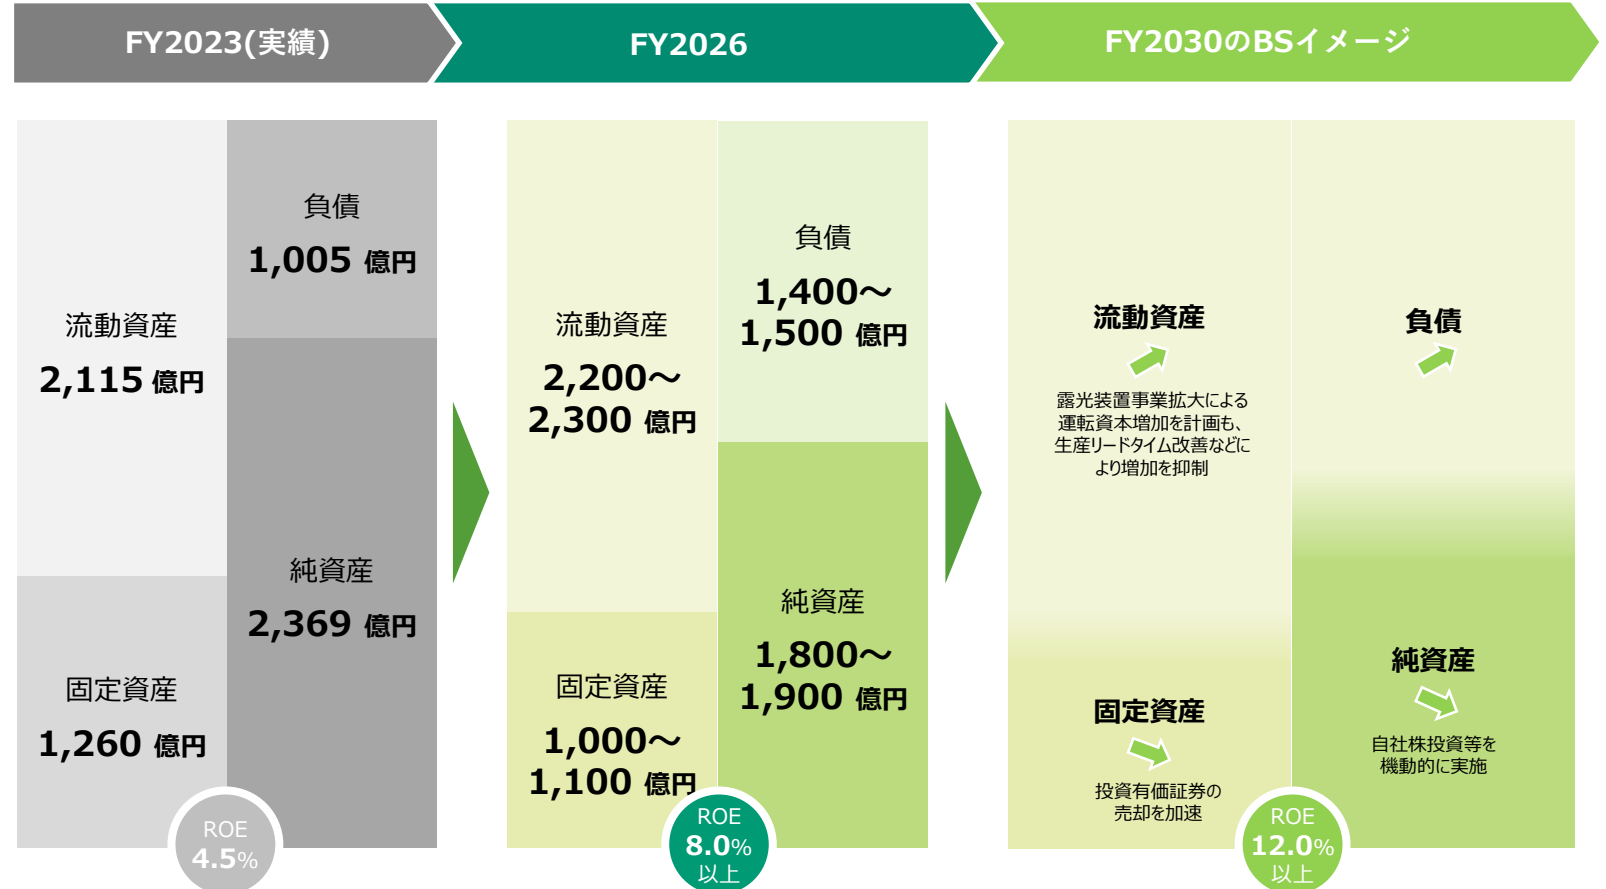 FY2023(実績)
FY2026
FY2030のBSイメージ
流動資産
2,115 億円
固定資産
1,260 億円
負債
1,005 億円
純資産
2,369 億円
ROE
4.5%
流動資産
2,200～
2,300 億円
固定資産
1,000～
1,100 億円
負債
1,400～
1,500 億円
純資産
1,800～
1,900 億円
ROE
8.0%
以上
流動資産
露光装置事業拡大による
運転資本増加を計画も、
生産リードタイム改善などに
より増加を抑制
固定資産
投資有価証券の
売却を加速
負債
純資産
自社株投資等を
機動的に実施
ROE
12.0%
以上